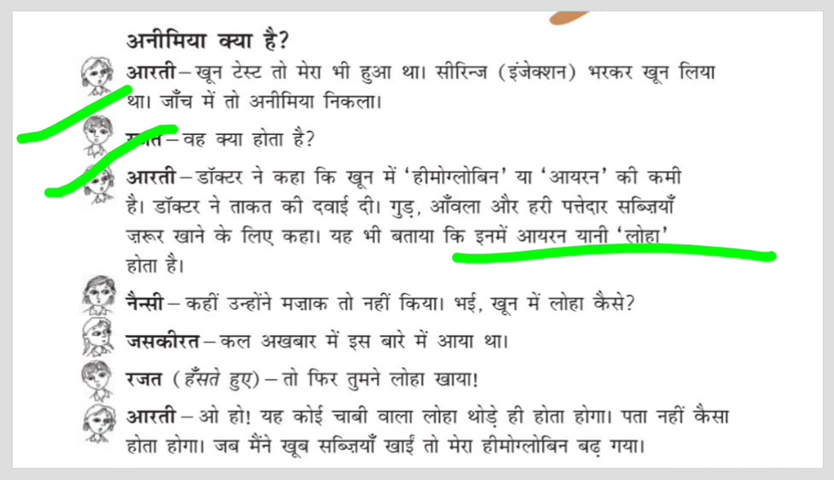 अनीमिया क्या है?
आरती – खून टेस्ट तो मेरा भी हुआ था। सीरिन्ज (इंजेक्शन) भरकर खून लिया
था। जाँच में तो अनीमिया निकला।
रजत – वह क्या होता है?
आरती – डॉक्टर ने कहा कि खून में ‘हीमोग्लोबिन’ या ‘आयरन’ की कमी
है। डॉक्टर ने ताकत की दवाई दी। गुड़, आँवला और हरी पत्तेदार सब्ज़ियाँ
ज़रूर खाने के लिए कहा। यह भी बताया कि इनमें आयरन यानी ‘लोहा’
होता है।
नैन्सी – कहीं उन्होंने मज़ाक तो नहीं किया। भई, खून में लोहा कैसे?
जसकीरत – कल अखबार में इस बारे में आया था।
रजत (हँसते हुए) – तो फिर तुमने लोहा खाया!
आरती – ओ हो! यह कोई चाबी वाला लोहा थोड़े ही होता होगा। पता नहीं कैसा
होता होगा। जब मैंने खूब सब्ज़ियाँ खाईं तो मेरा हीमोग्लोबिन बढ़ गया।